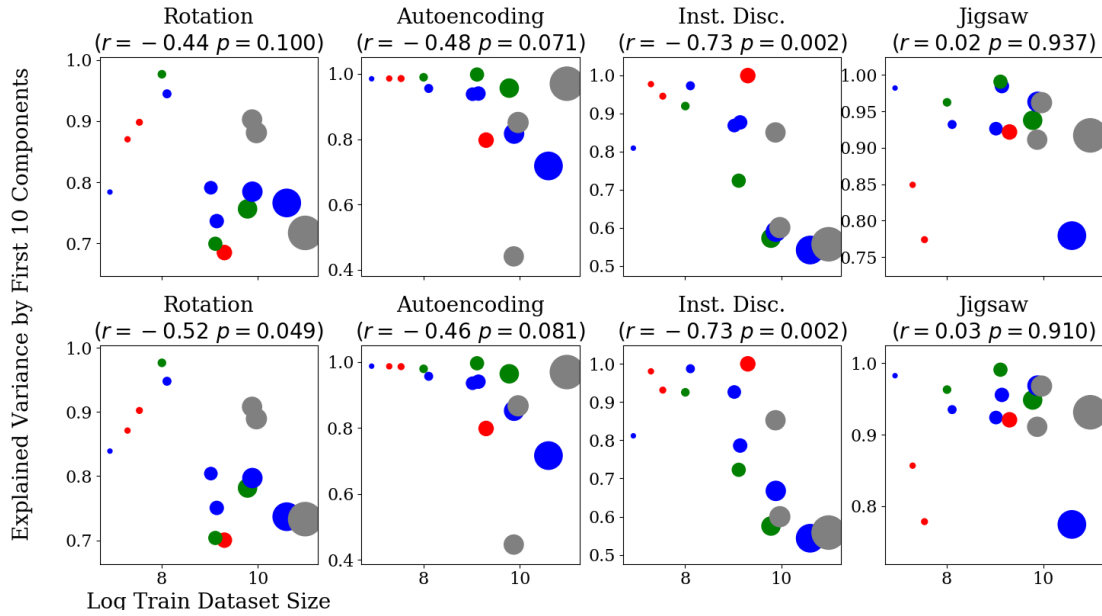 Rotation
(r = −0.44 p = 0.100)
Autoencoding
(r = −0.48 p = 0.071)
Inst. Disc.
(r = −0.73 p = 0.002)
Jigsaw
(r = 0.02 p = 0.937)
1.0
0.9
0.8
0.7
1.0
0.8
0.6
0.4
1.0
0.9
0.8
0.7
0.6
0.5
1.00
0.95
0.90
0.85
0.80
0.75
Explained Variance by First 10 Components
Rotation
(r = −0.52 p = 0.049)
Autoencoding
(r = −0.46 p = 0.081)
Inst. Disc.
(r = −0.73 p = 0.002)
Jigsaw
(r = 0.03 p = 0.910)
1.0
0.9
0.8
0.7
8
10
1.0
0.8
0.6
0.4
8
10
1.0
0.9
0.8
0.7
0.6
0.5
8
10
1.0
0.9
0.8
8
10
Log Train Dataset Size